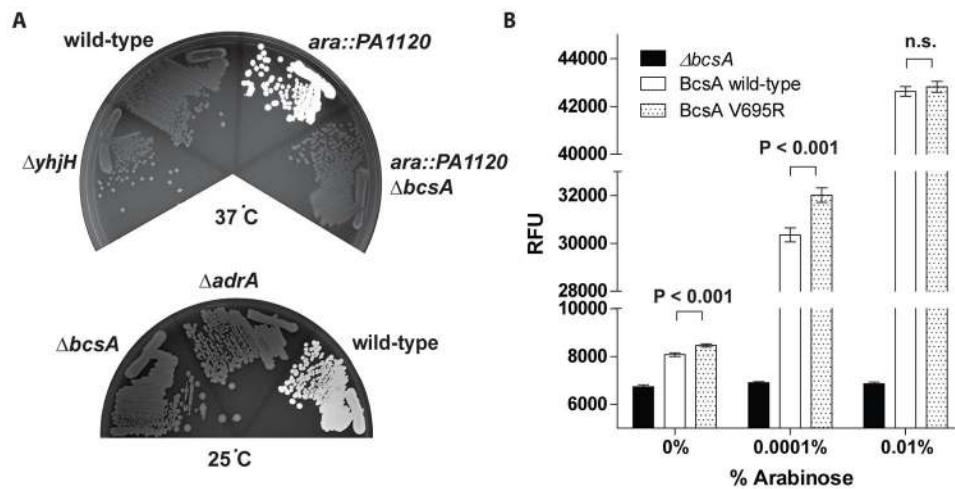 A
wild-type
ara::PA1120
ΔyhjH
ara::PA1120
ΔbcsA
37°C
ΔadrA
ΔbcsA
wild-type
25°C
B
ΔbcsA
BcsA wild-type
BcsA V695R
n.s.
P < 0.001
P < 0.001
RFU
42000
40000
32000
30000
28000
10000
8000
6000
0%
0.0001%
0.01%
% Arabinose